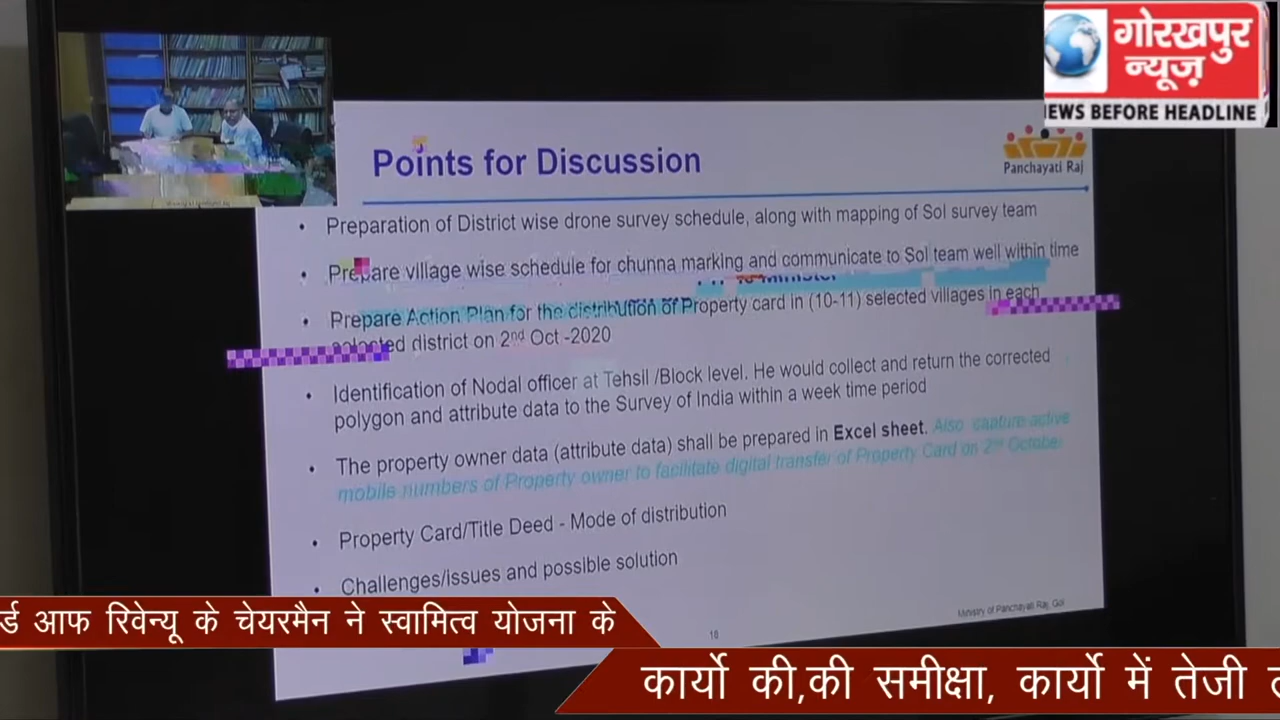 गोरखपुर
न्यूज़
EWS BEFORE HEADLINE
Points for Discussion
Panchayati Raj
• Preparation of District wise drone survey schedule, along with mapping of SoI survey team
• Prepare village wise schedule for chunna marking and communicate to SoI team well within time
• Prepare Action Plan for the distribution of Property card in (10-11) selected villages in each
selected district on 2nd Oct -2020
• Identification of Nodal officer at Tehsil /Block level. He would collect and return the corrected
polygon and attribute data to the Survey of India within a week time period
• The property owner data (attribute data) shall be prepared in Excel sheet. Also capture active
mobile numbers of Property owner to facilitate digital transfer of Property Card on 2nd October
• Property Card/Title Deed - Mode of distribution
• Challenges/issues and possible solution
Ministry of Panchayati Raj, GoI
18
र्ड आफ रिवेन्यू के चेयरमैन ने स्वामित्व योजना के
कार्यो की,की समीक्षा, कार्यो में तेजी